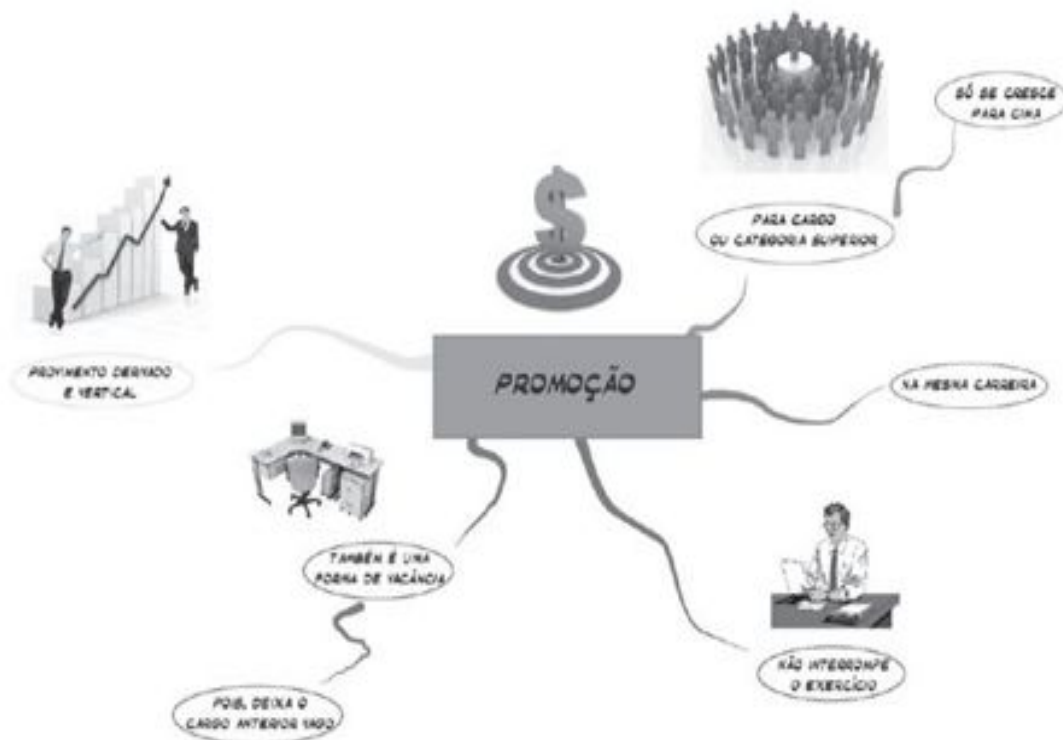 SÓ SE CRESCE
PARA CIMA
PARA CARGO
OU CATEGORIA SUPERIOR
PROVIMENTO DERIVADO
E VERTICAL
PROMOÇÃO
NA MESMA CARREIRA
TAMBÉM É UMA
FORMA DE VACÂNCIA
NÃO INTERROMPE
O EXERCÍCIO
POIS, DEIXA O
CARGO ANTERIOR VAGO